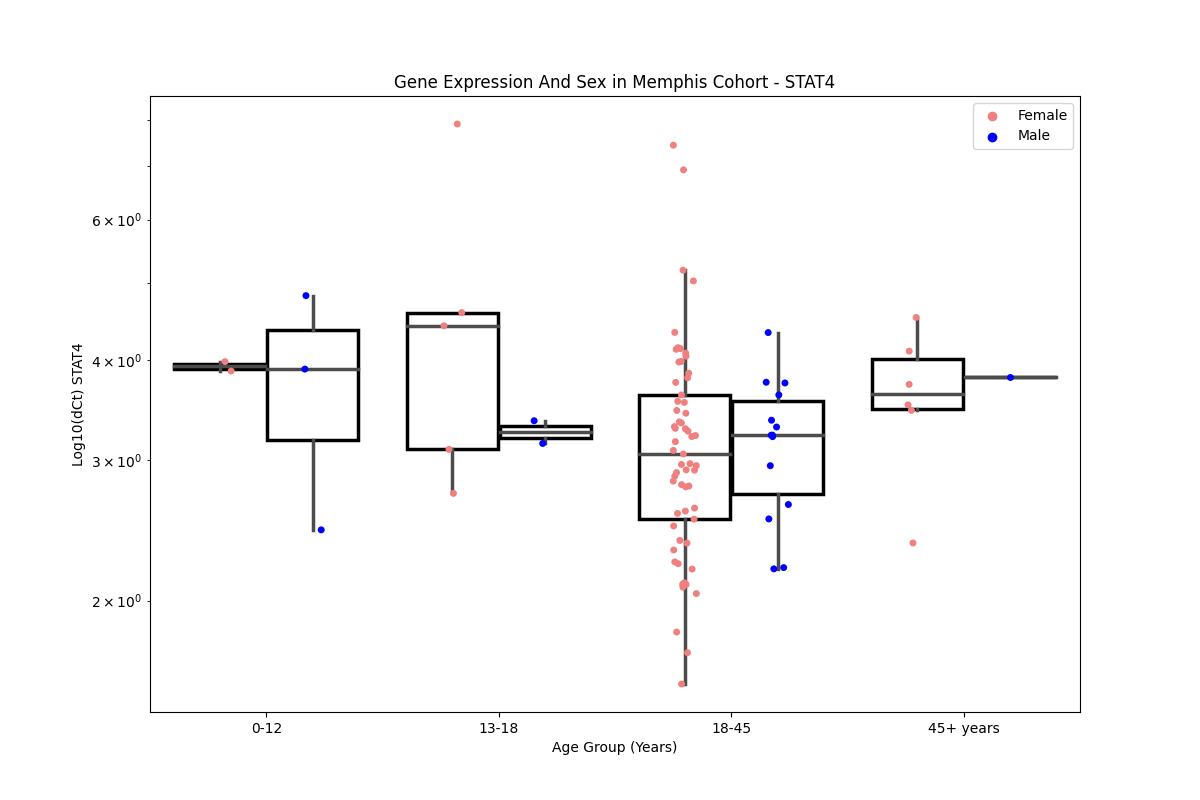 Gene Expression And Sex in Memphis Cohort - STAT4
Female
Male
6 × 10⁰
4 × 10⁰
3 × 10⁰
2 × 10⁰
Log10(dCt) STAT4
0-12
13-18
18-45
45+ years
Age Group (Years)